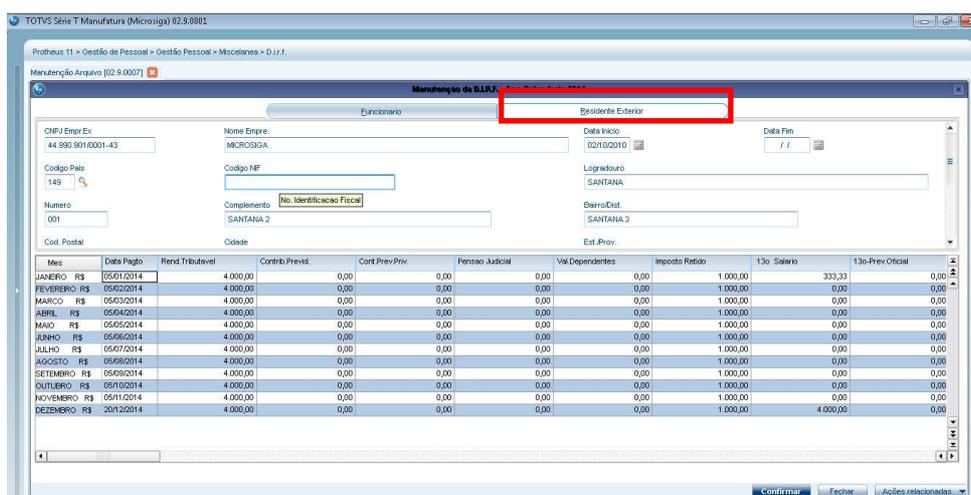 TOTVS Série T Manufatura (Microsiga) 02.9.0001
Protheus 11 > Gestão de Pessoal > Gestão Pessoal > Miscelanea > D.i.r.f.
Manutenção Arquivo [02.9.0007]
Manutenção da D.I.R.F. -
Funcionario Residente Exterior
CNPJ Empr.Ex Nome Empre. Data Inicio Data Fim
44.990.901/0001-43 MICROSIGA 02/10/2010 / /
Codigo Pais Codigo NIF Logradouro
149 SANTANA
No. Identificacao Fiscal
Numero Complemento Bairro/Dist.
001 SANTANA 2 SANTANA 3
Cod. Postal Cidade Est./Prov.
Mes Data Pagto Rend.Tributavel Contrib.Previd. Cont.Prev.Priv. Pensao Judicial Val.Dependentes Imposto Retido 13o Salario 13o-Prev.Oficial
JANEIRO R$ 05/01/2014 4.000,00 0,00 0,00 0,00 0,00 1.000,00 333,33 0,00
FEVEREIRO R$ 05/02/2014 4.000,00 0,00 0,00 0,00 0,00 1.000,00 0,00 0,00
MARCO R$ 05/03/2014 4.000,00 0,00 0,00 0,00 0,00 1.000,00 0,00 0,00
ABRIL R$ 05/04/2014 4.000,00 0,00 0,00 0,00 0,00 1.000,00 0,00 0,00
MAIO R$ 05/05/2014 4.000,00 0,00 0,00 0,00 0,00 1.000,00 0,00 0,00
JUNHO R$ 05/06/2014 4.000,00 0,00 0,00 0,00 0,00 1.000,00 0,00 0,00
JULHO R$ 05/07/2014 4.000,00 0,00 0,00 0,00 0,00 1.000,00 0,00 0,00
AGOSTO R$ 05/08/2014 4.000,00 0,00 0,00 0,00 0,00 1.000,00 0,00 0,00
SETEMBRO R$ 05/09/2014 4.000,00 0,00 0,00 0,00 0,00 1.000,00 0,00 0,00
OUTUBRO R$ 05/10/2014 4.000,00 0,00 0,00 0,00 0,00 1.000,00 0,00 0,00
NOVEMBRO R$ 05/11/2014 4.000,00 0,00 0,00 0,00 0,00 1.000,00 0,00 0,00
DEZEMBRO R$ 20/12/2014 4.000,00 0,00 0,00 0,00 0,00 1.000,00 4.000,00 0,00
Confirmar Fechar Ações relacionadas